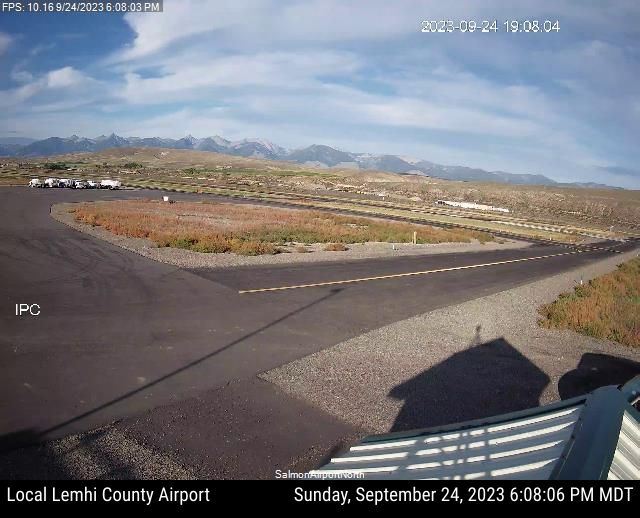 FPS: 10.16 9/24/2023 6:08:03 PM
2023-09-24 19:08:04
IPC
SalmonAirportNorth
Local Lemhi County Airport Sunday, September 24, 2023 6:08:06 PM MDT